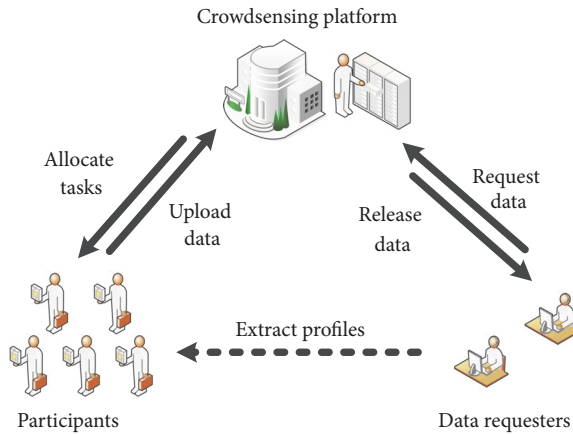 Crowdsensing platform
Allocate
tasks
Upload
data
Request
data
Release
data
Extract profiles
Participants
Data requesters